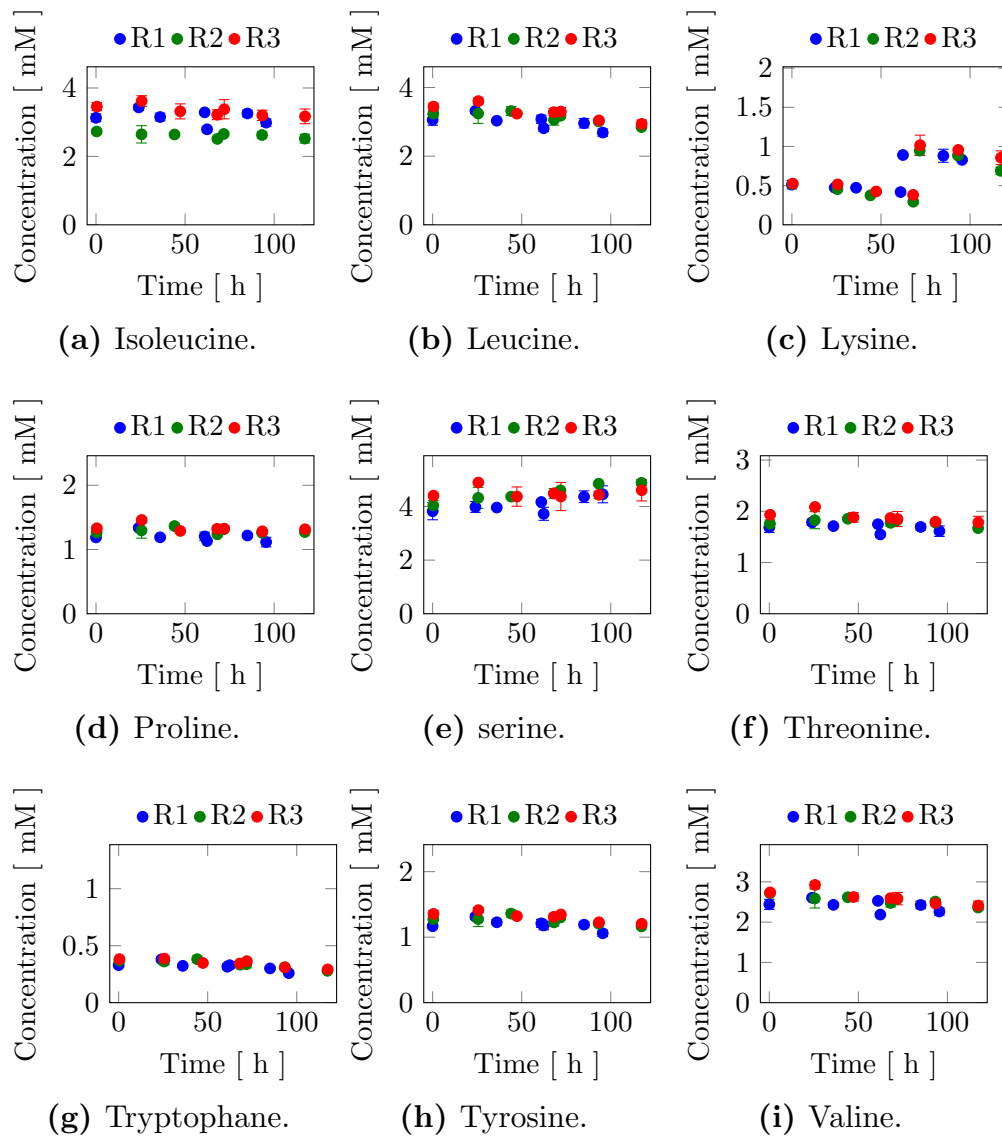 R1 R2 R3
Concentration [ mM ]
4
2
0
0 50 100
Time [ h ]
(a) Isoleucine.
R1 R2 R3
Concentration [ mM ]
4
2
0
0 50 100
Time [ h ]
(b) Leucine.
R1 R2 R3
Concentration [ mM ]
2
1.5
1
0.5
0
0 50 100
Time [ h ]
(c) Lysine.
R1 R2 R3
Concentration [ mM ]
2
1
0
0 50 100
Time [ h ]
(d) Proline.
R1 R2 R3
Concentration [ mM ]
4
2
0
0 50 100
Time [ h ]
(e) serine.
R1 R2 R3
Concentration [ mM ]
3
2
1
0
0 50 100
Time [ h ]
(f) Threonine.
R1 R2 R3
Concentration [ mM ]
1
0.5
0
0 50 100
Time [ h ]
(g) Tryptophane.
R1 R2 R3
Concentration [ mM ]
2
1
0
0 50 100
Time [ h ]
(h) Tyrosine.
R1 R2 R3
Concentration [ mM ]
3
2
1
0
0 50 100
Time [ h ]
(i) Valine.